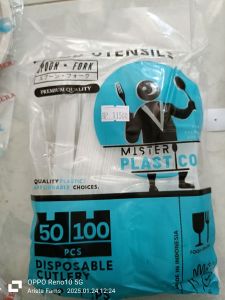 UTENSILS
SPOON + FORK
スプーン・フォーク
PREMIUM QUALITY
MISTER
PLAST CO
QUALITY PLASTIC
AFFORDABLE CHOICES.
50 100
PCS
DISPOSABLE
CUTLERY
MADE IN INDONESIA
OPPO Reno10 5G
2025.01.24 12:24